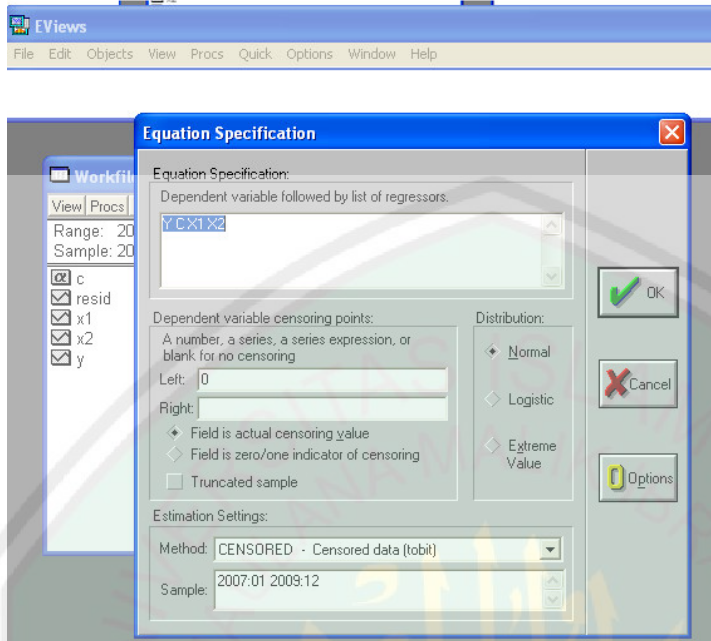 EViews
File Edit Objects View Procs Quick Options Window Help
Equation Specification
Workfil
View Procs
Range: 20
Sample: 20
c
resid
x1
x2
y
Equation Specification:
Dependent variable followed by list of regressors.
Y C X1 X2
Dependent variable censoring points:
A number, a series, a series expression, or
blank for no censoring
Left: 0
Right:
Field is actual censoring value
Field is zero/one indicator of censoring
Truncated sample
Distribution:
Normal
Logistic
Extreme
Value
Estimation Settings:
Method: CENSORED - Censored data (tobit)
Sample: 2007:01 2009:12
OK
Cancel
Options